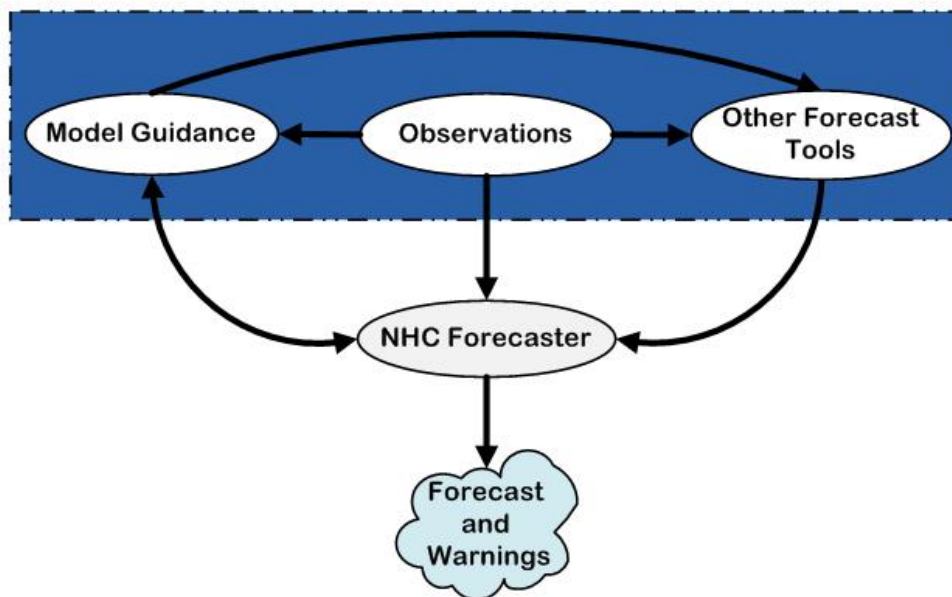 Model Guidance
Observations
Other Forecast
Tools
NHC Forecaster
Forecast
and
Warnings